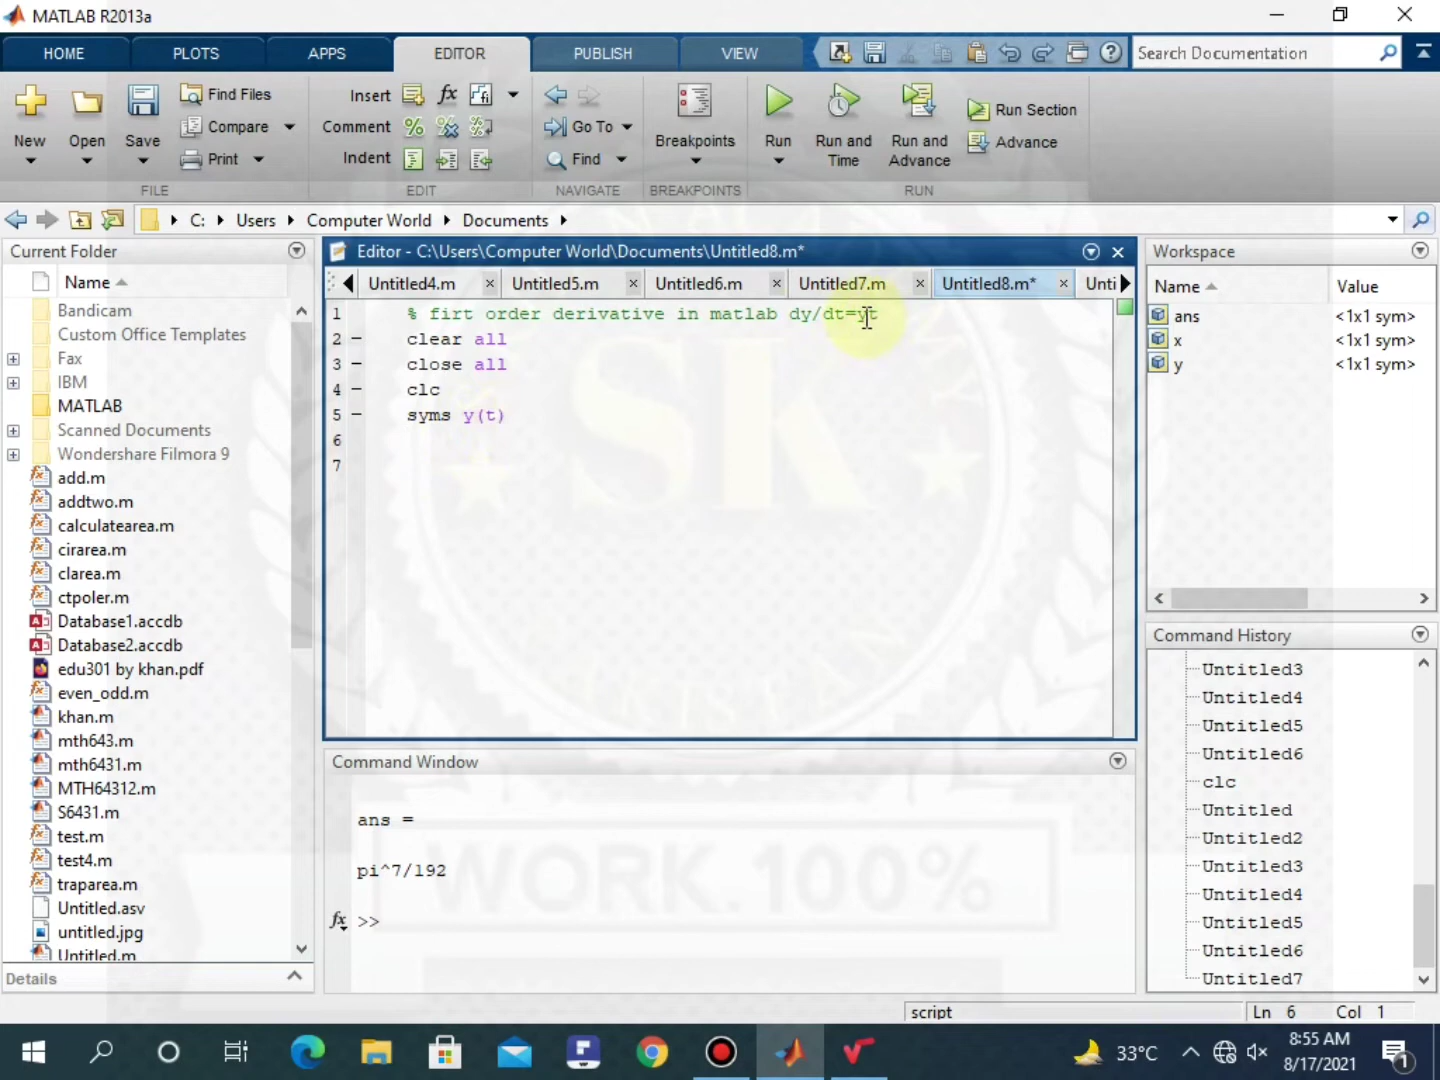 MATLAB R2013a
HOME
PLOTS
APPS
EDITOR
PUBLISH
VIEW
Search Documentation
New
Open
Save
Find Files
Compare
Print
FILE
Insert
fx
Comment
%
Indent
EDIT
Go To
Find
NAVIGATE
Breakpoints
BREAKPOINTS
Run
Run and Time
Run and Advance
Run Section
Advance
RUN
C:
Users
Computer World
Documents
Current Folder
Name
Bandicam
Custom Office Templates
Fax
IBM
MATLAB
Scanned Documents
Wondershare Filmora 9
add.m
addtwo.m
calculatearea.m
cirarea.m
clarea.m
ctpoler.m
Database1.accdb
Database2.accdb
edu301 by khan.pdf
even_odd.m
khan.m
mth643.m
mth6431.m
MTH64312.m
S6431.m
test.m
test4.m
traparea.m
Untitled.asv
untitled.jpg
Untitled.m
Details
Editor - C:\Users\Computer World\Documents\Untitled8.m*
Untitled4.m
Untitled5.m
Untitled6.m
Untitled7.m
Untitled8.m*
Unti
1 % firt order derivative in matlab dy/dt=yt
2 - clear all
3 - close all
4 - clc
5 - syms y(t)
6
7
Command Window
ans =
pi^7/192
fx >>
SK
WORK.100%
Workspace
Name
Value
ans <1x1 sym>
x <1x1 sym>
y <1x1 sym>
Command History
Untitled3
Untitled4
Untitled5
Untitled6
clc
Untitled
Untitled2
Untitled3
Untitled4
Untitled5
Untitled6
Untitled7
script
Ln 6 Col 1
33°C
8:55 AM
8/17/2021
1